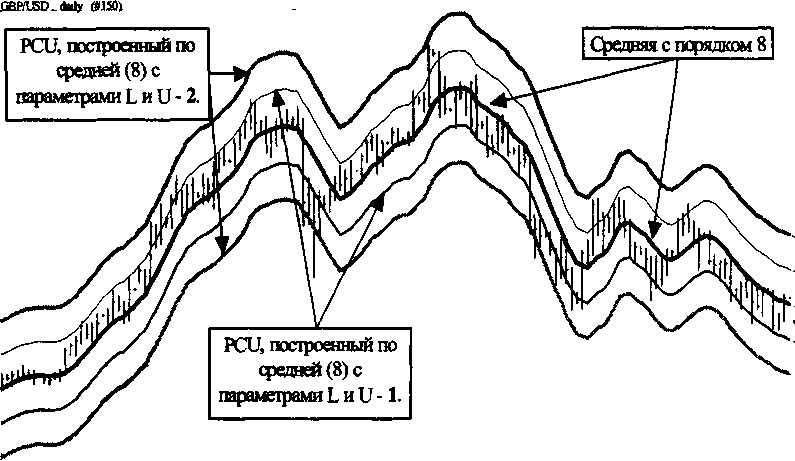 GBP/USD_ daily (#150)
PCU, построенный по
средней (8) с
параметрами L и U - 2.
Средняя с порядком 8
PCU, построенный по
средней (8) с
параметрами L и U - 1.